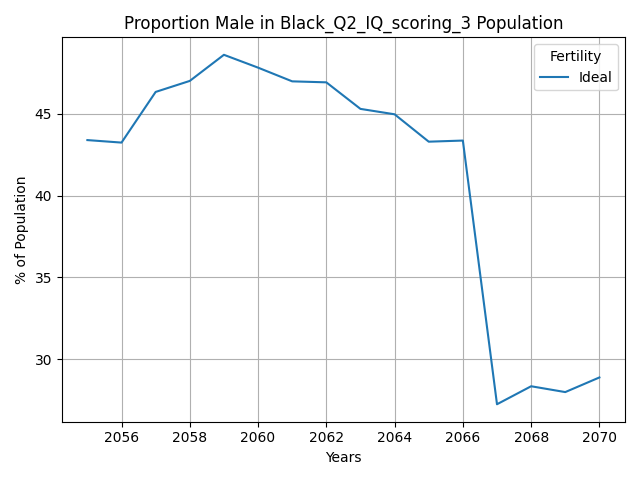 Proportion Male in Black_Q2_IQ_scoring_3 Population
Fertility
Ideal
% of Population
45
40
35
30
2056 2058 2060 2062 2064 2066 2068 2070
Years